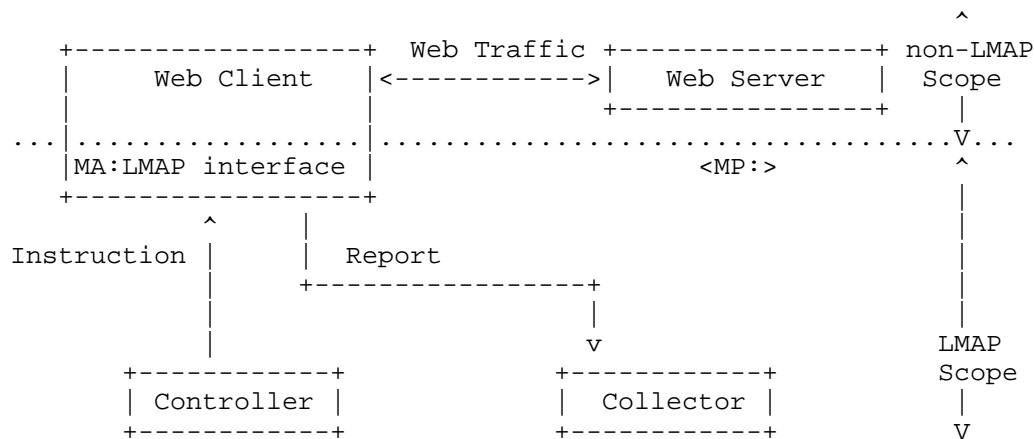 ^
+------------------+ Web Traffic +----------------+ non-LMAP
| Web Client |<------------>| Web Server | Scope
| | +----------------+ |
...|..................|....................................V...
|MA:LMAP interface | <MP:> ^
+------------------+ |
^ | |
Instruction | | Report |
| +-----------------+ |
| | |
| v LMAP
+------------+ +------------+ Scope
| Controller | | Collector | |
+------------+ +------------+ V